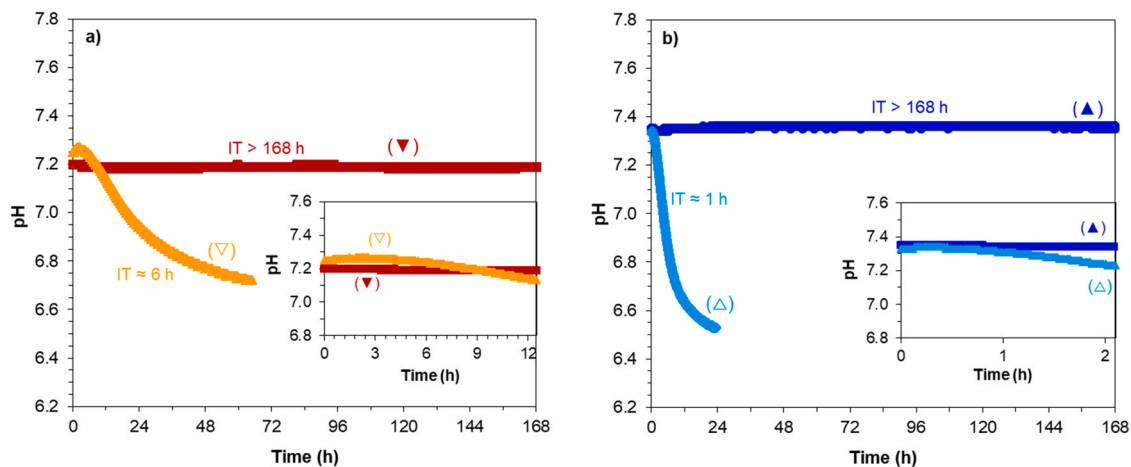 a)
pH
7.8
7.6
7.4
7.2
7.0
6.8
6.6
6.4
6.2
0 24 48 72 96 120 144 168
Time (h)
IT > 168 h
(▼)
(▽)
IT ≈ 6 h
pH
7.6
7.4
7.2
7.0
6.8
(▽)
(▼)
0 3 6 9 12
Time (h)
b)
pH
7.8
7.6
7.4
7.2
7.0
6.8
6.6
6.4
6.2
0 24 48 72 96 120 144 168
Time (h)
IT > 168 h
(▲)
IT ≈ 1 h
(△)
pH
7.6
7.4
7.2
7.0
6.8
(▲)
(△)
0 1 2
Time (h)